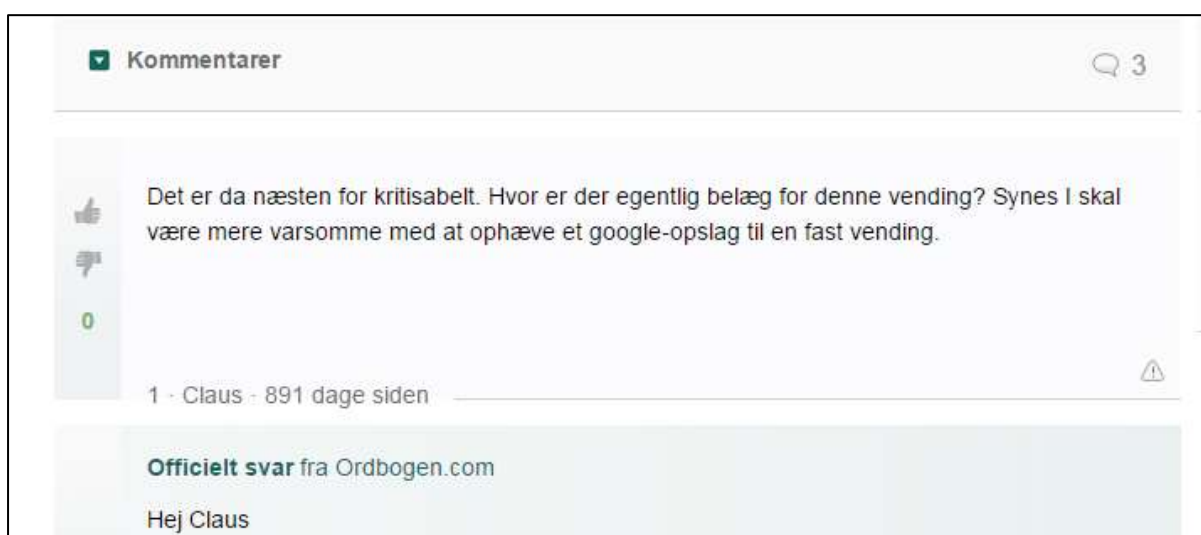 Kommentarer
3
Det er da næsten for kritisabelt. Hvor er der egentlig belæg for denne vending? Synes I skal
være mere varsomme med at ophæve et google-opslag til en fast vending.
0
1 · Claus · 891 dage siden
Officielt svar fra Ordbogen.com
Hej Claus